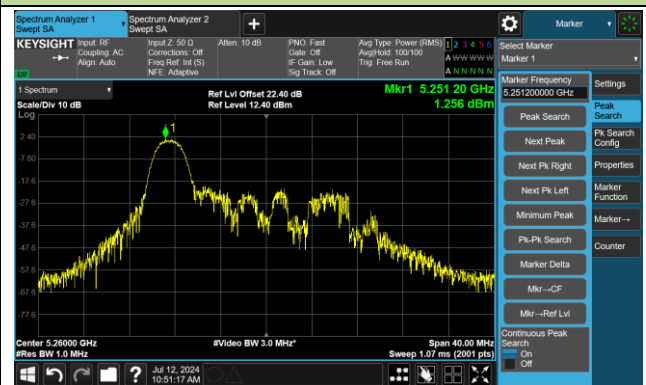 Spectrum Analyzer 1
Swept SA
Spectrum Analyzer 2
Swept SA
+
Marker
KEYSIGHT
Input: RF
Coupling: AC
Align: Auto
Input Z: 50 Ω
Corrections: Off
Freq Ref: Int (S)
NFE: Adaptive
Atten: 10 dB
PNO: Fast
Gate: Off
IF Gain: Low
Sig Track: Off
Avg Type: Power (RMS)
Avg|Hold: 100/100
Trig: Free Run
1 2 3 4 5 6
A W W W W W
A N N N N N
Select Marker
Marker 1
1 Spectrum
Scale/Div 10 dB
Log
Ref Lvl Offset 22.40 dB
Ref Level 12.40 dBm
Mkr1 5.251 20 GHz
1.256 dBm
1
2.40
-7.60
-17.6
-27.6
-37.6
-47.6
-57.6
-67.6
-77.6
Center 5.26000 GHz
#Res BW 1.0 MHz
#Video BW 3.0 MHz*
Span 40.00 MHz
Sweep 1.07 ms (2001 pts)
Marker Frequency
5.251200000 GHz
Peak Search
Next Peak
Next Pk Right
Next Pk Left
Minimum Peak
Pk-Pk Search
Marker Delta
Mkr→CF
Mkr→Ref Lvl
Continuous Peak
Search
On
Off
Settings
Peak
Search
Pk Search
Config
Properties
Marker
Function
Marker→
Counter
?
Jul 12, 2024
10:51:17 AM